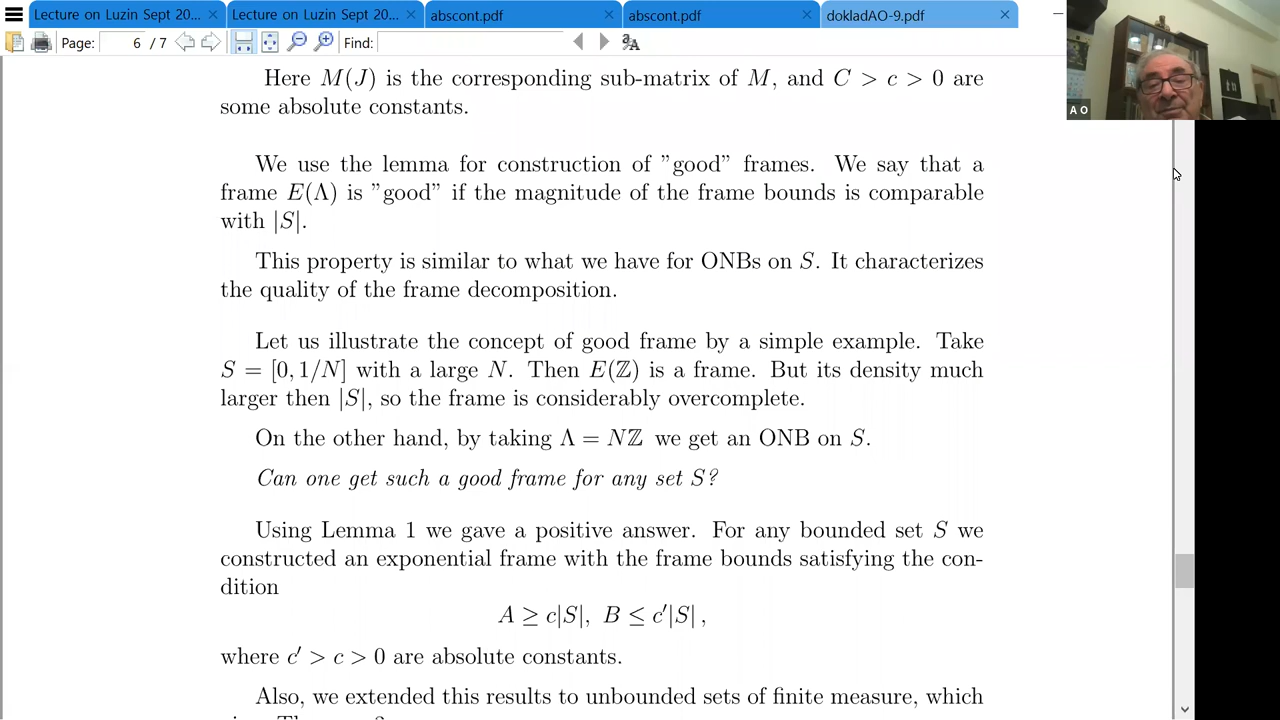 Lecture on Luzin Sept 20...
Lecture on Luzin Sept 20...
abscont.pdf
abscont.pdf
dokladAO-9.pdf
Page: 6 / 7 Find:
A O
Here M(J) is the corresponding sub-matrix of M, and C > c > 0 are
some absolute constants.
We use the lemma for construction of ”good” frames. We say that a
frame E(Λ) is ”good” if the magnitude of the frame bounds is comparable
with |S|.
This property is similar to what we have for ONBs on S. It characterizes
the quality of the frame decomposition.
Let us illustrate the concept of good frame by a simple example. Take
S = [0, 1/N] with a large N. Then E(ℤ) is a frame. But its density much
larger then |S|, so the frame is considerably overcomplete.
On the other hand, by taking Λ = Nℤ we get an ONB on S.
Can one get such a good frame for any set S?
Using Lemma 1 we gave a positive answer. For any bounded set S we
constructed an exponential frame with the frame bounds satisfying the con-
dition
A ≥ c|S|, B ≤ c′|S| ,
where c′ > c > 0 are absolute constants.
Also, we extended this results to unbounded sets of finite measure, which